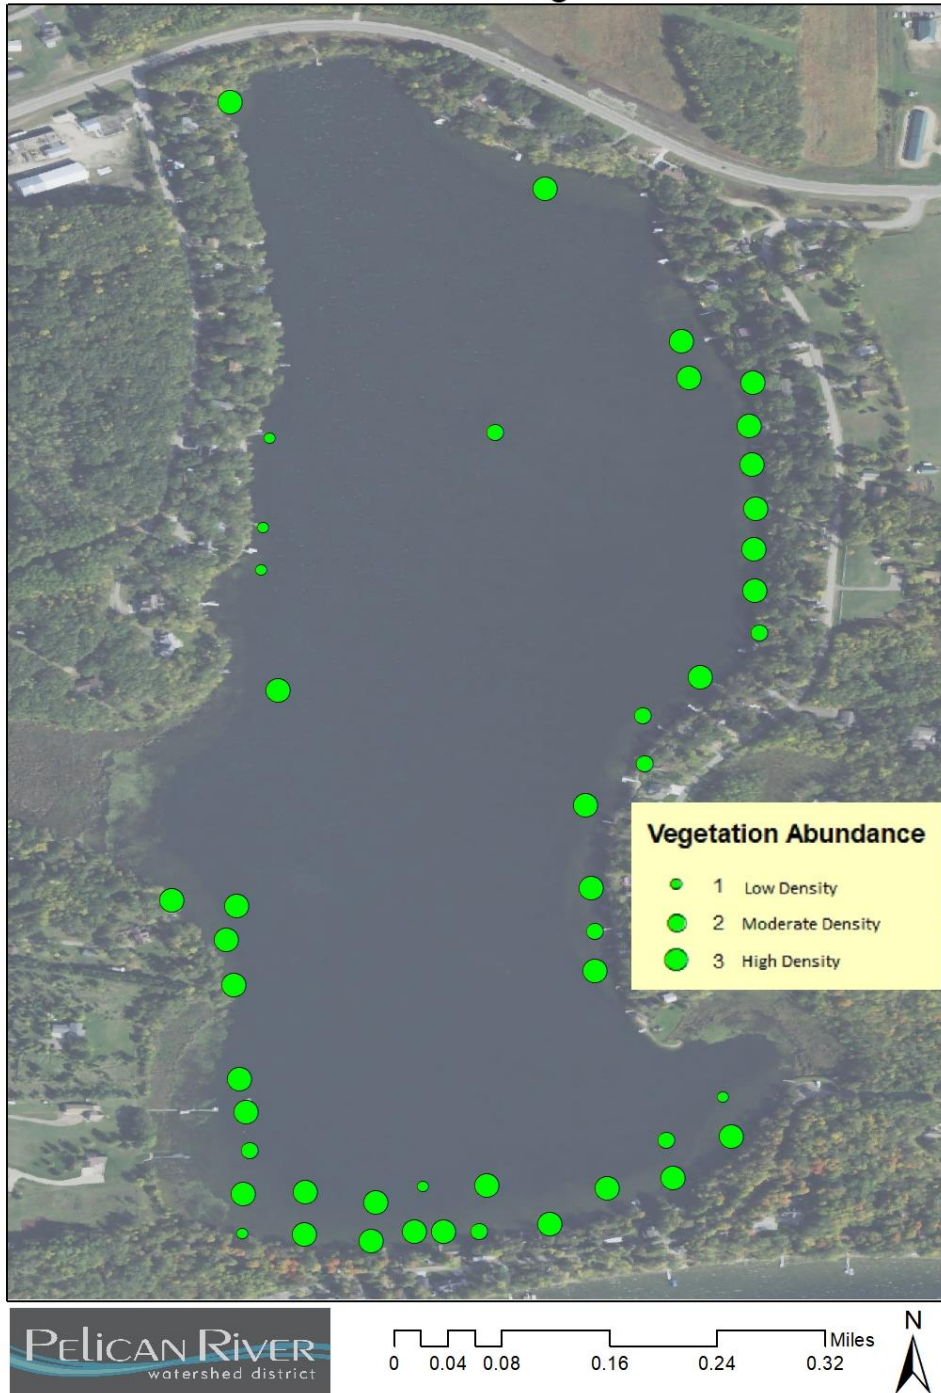 Vegetation Abundance
1 Low Density
2 Moderate Density
3 High Density
PELICAN RIVER
watershed district
N
Miles
0 0.04 0.08 0.16 0.24 0.32